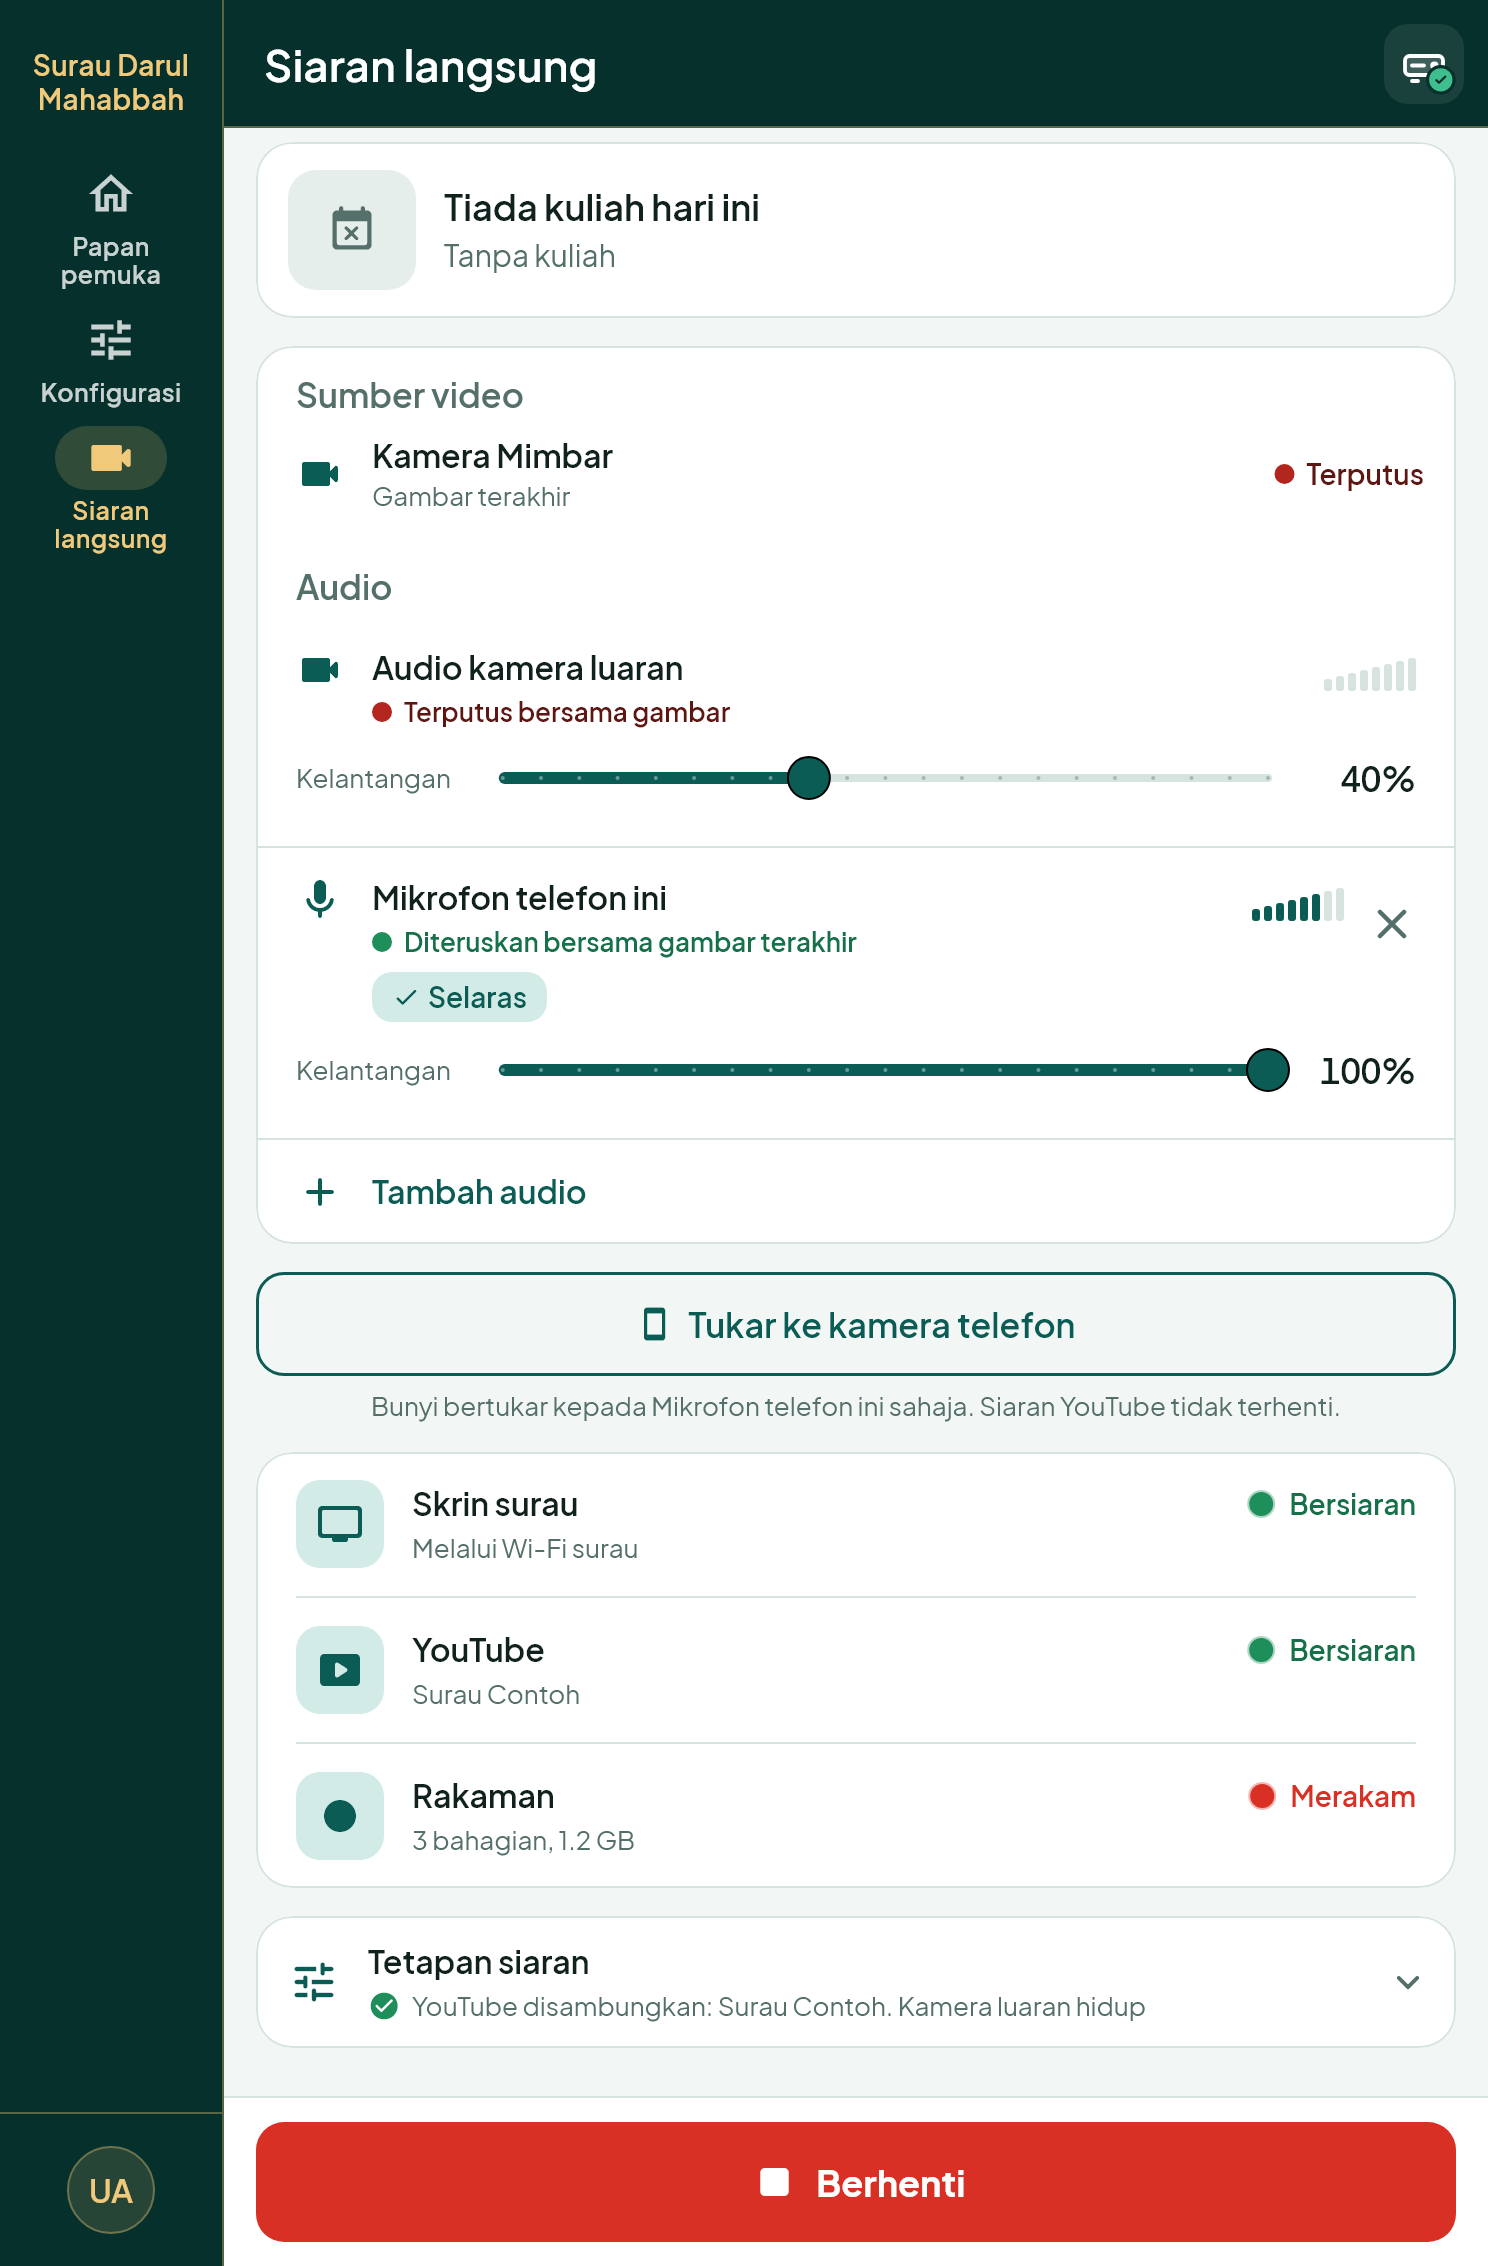 Surau Darul
Mahabbah
Papan
pemuka
Konfigurasi
Siaran
langsung
UA
Siaran langsung
Tiada kuliah hari ini
Tanpa kuliah
Sumber video
Kamera Mimbar
Gambar terakhir
Terputus
Audio
Audio kamera luaran
Terputus bersama gambar
Kelantangan
40%
Mikrofon telefon ini
Diteruskan bersama gambar terakhir
Selaras
Kelantangan
100%
Tambah audio
Tukar ke kamera telefon
Bunyi bertukar kepada Mikrofon telefon ini sahaja. Siaran YouTube tidak terhenti.
Skrin surau
Melalui Wi-Fi surau
Bersiaran
YouTube
Surau Contoh
Bersiaran
Rakaman
3 bahagian, 1.2 GB
Merakam
Tetapan siaran
YouTube disambungkan: Surau Contoh. Kamera luaran hidup
Berhenti